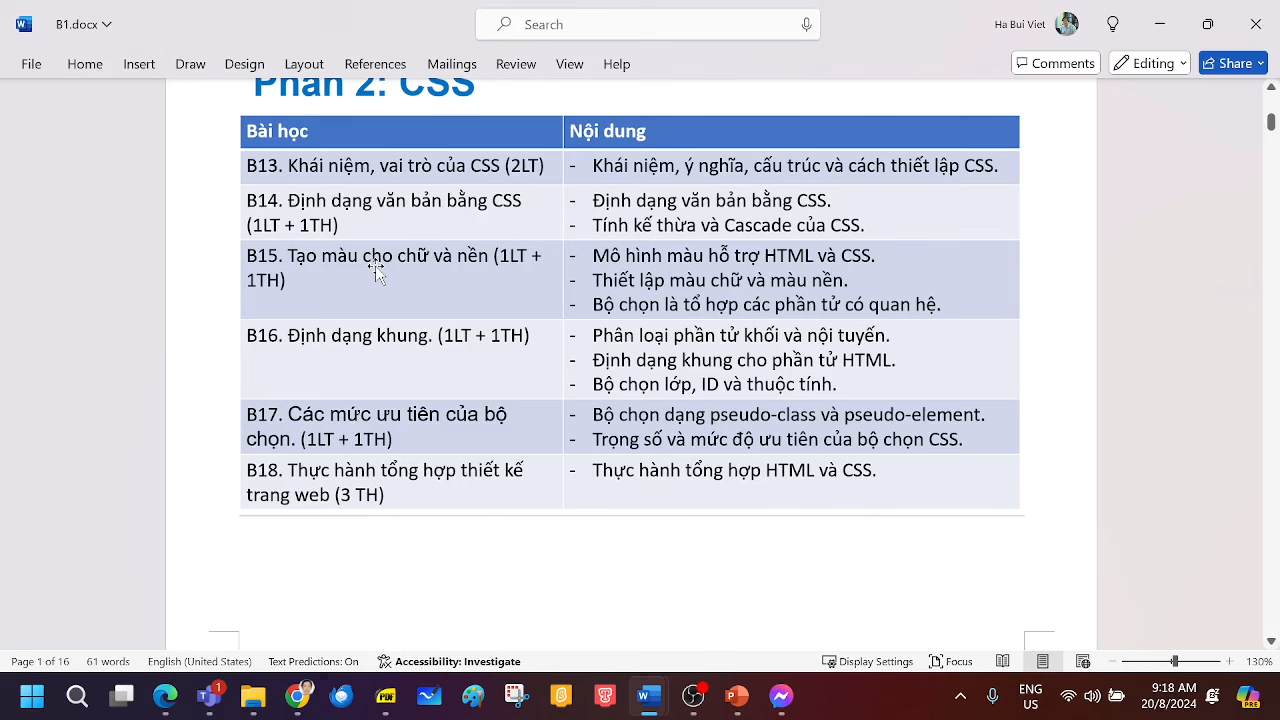 B1.docx
Search
Ha Bui Viet
File
Home
Insert
Draw
Design
Layout
References
Mailings
Review
View
Help
Comments
Editing
Share
Phần 2: CSS
Bài học
Nội dung
B13. Khái niệm, vai trò của CSS (2LT)
- Khái niệm, ý nghĩa, cấu trúc và cách thiết lập CSS.
B14. Định dạng văn bản bằng CSS
(1LT + 1TH)
- Định dạng văn bản bằng CSS.
- Tính kế thừa và Cascade của CSS.
B15. Tạo màu cho chữ và nền (1LT +
1TH)
- Mô hình màu hỗ trợ HTML và CSS.
- Thiết lập màu chữ và màu nền.
- Bộ chọn là tổ hợp các phần tử có quan hệ.
B16. Định dạng khung. (1LT + 1TH)
- Phân loại phần tử khối và nội tuyến.
- Định dạng khung cho phần tử HTML.
- Bộ chọn lớp, ID và thuộc tính.
B17. Các mức ưu tiên của bộ
chọn. (1LT + 1TH)
- Bộ chọn dạng pseudo-class và pseudo-element.
- Trọng số và mức độ ưu tiên của bộ chọn CSS.
B18. Thực hành tổng hợp thiết kế
trang web (3 TH)
- Thực hành tổng hợp HTML và CSS.
Page 1 of 16
61 words
English (United States)
Text Predictions: On
Accessibility: Investigate
Display Settings
Focus
130%
1
PDF
PRE
ENG
US
9:18 AM
20/8/2024